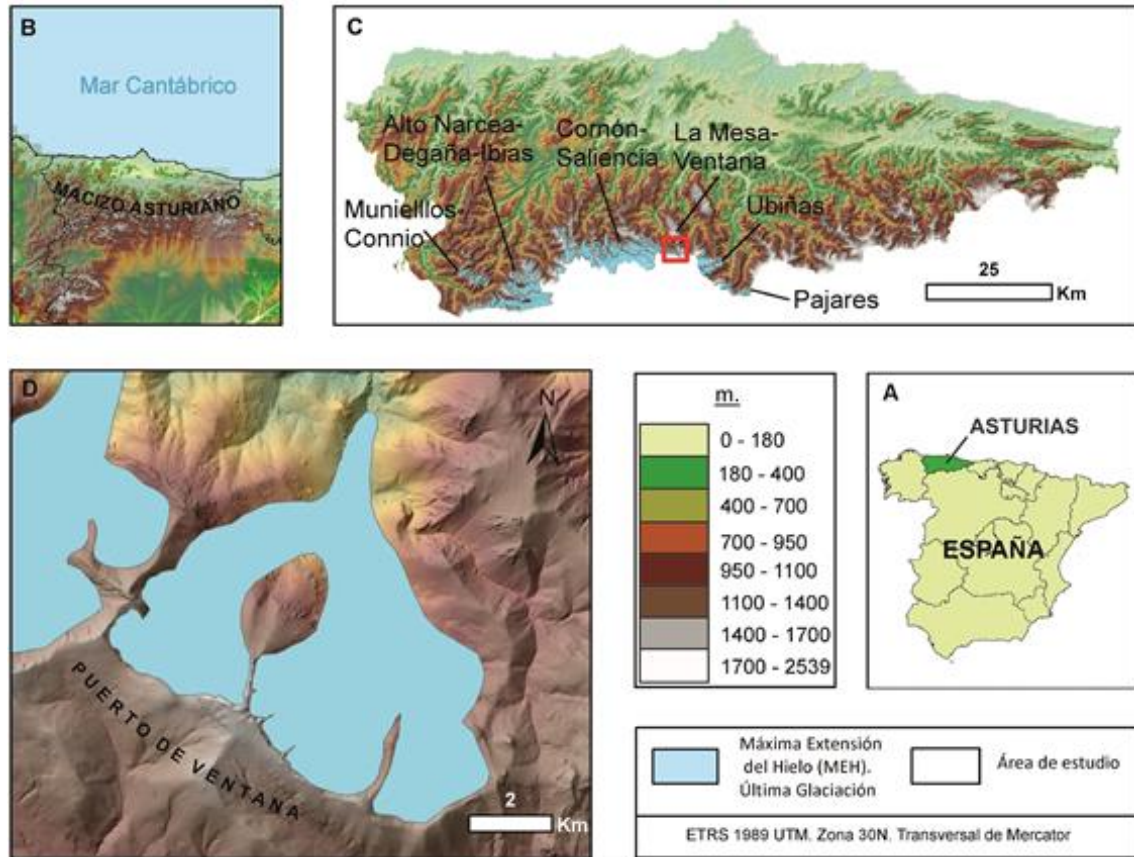 B
Mar Cantábrico
MACIZO ASTURIANO
C
Alto Narcea-
Degaña-Ibias
Cornón-
Saliencia
La Mesa-
Ventana
Munielllos-
Connio
Ubiñas
Pajares
25
Km
D
N
PUERTO DE VENTANA
2
Km
m.
0 - 180
180 - 400
400 - 700
700 - 950
950 - 1100
1100 - 1400
1400 - 1700
1700 - 2539
A
ASTURIAS
ESPAÑA
Máxima Extensión
del Hielo (MEH).
Última Glaciación
Área de estudio
ETRS 1989 UTM. Zona 30N. Transversal de Mercator